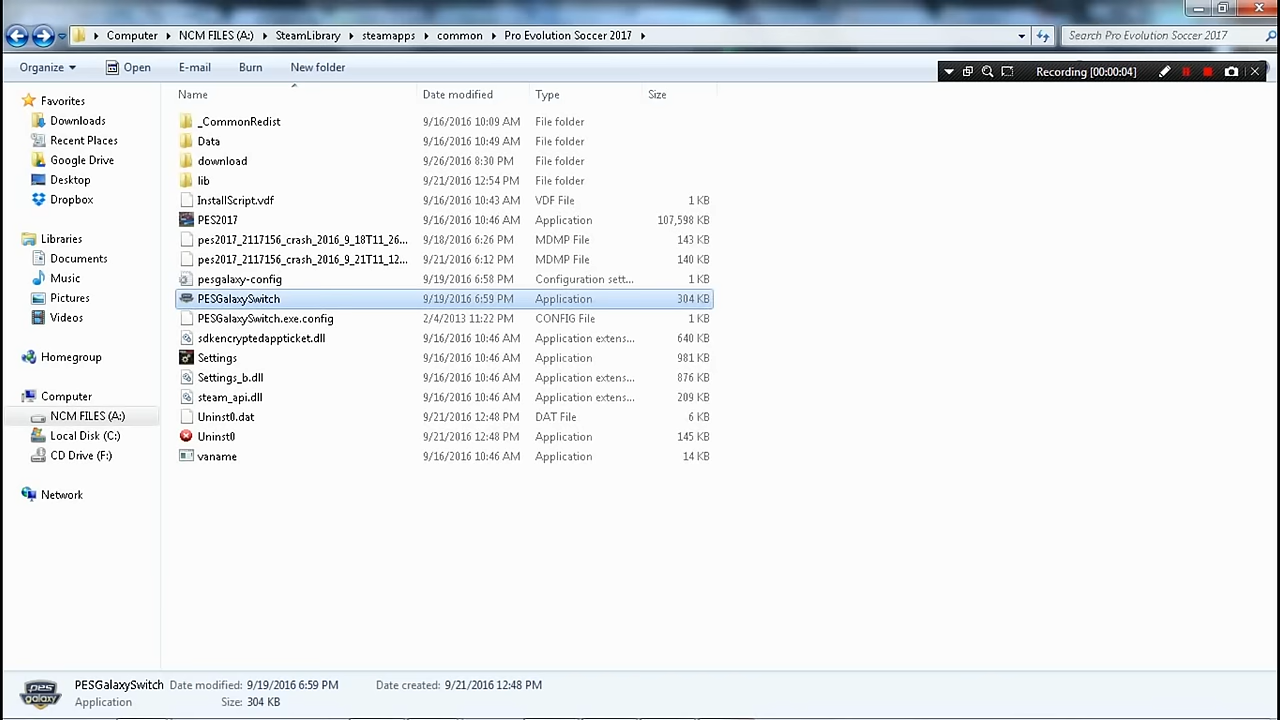 Computer NCM FILES (A:) SteamLibrary steamapps common Pro Evolution Soccer 2017 Search Pro Evolution Soccer 2017
Organize Open E-mail Burn New folder
Recording [00:00:04]
Name Date modified Type Size
Favorites
Downloads
Recent Places
Google Drive
Desktop
Dropbox
Libraries
Documents
Music
Pictures
Videos
Homegroup
Computer
NCM FILES (A:)
Local Disk (C:)
CD Drive (F:)
Network
_CommonRedist 9/16/2016 10:09 AM File folder
Data 9/16/2016 10:49 AM File folder
download 9/26/2016 8:30 PM File folder
lib 9/21/2016 12:54 PM File folder
InstallScript.vdf 9/16/2016 10:43 AM VDF File 1 KB
PES2017 9/16/2016 10:46 AM Application 107,598 KB
pes2017_2117156_crash_2016_9_18T11_26... 9/18/2016 6:26 PM MDMP File 143 KB
pes2017_2117156_crash_2016_9_21T11_12... 9/21/2016 6:12 PM MDMP File 140 KB
pesgalaxy-config 9/19/2016 6:58 PM Configuration sett... 1 KB
PESGalaxySwitch 9/19/2016 6:59 PM Application 304 KB
PESGalaxySwitch.exe.config 2/4/2013 11:22 PM CONFIG File 1 KB
sdkencryptedappticket.dll 9/16/2016 10:46 AM Application extens... 640 KB
Settings 9/16/2016 10:46 AM Application 981 KB
Settings_b.dll 9/16/2016 10:46 AM Application extens... 876 KB
steam_api.dll 9/16/2016 10:46 AM Application extens... 209 KB
Uninst0.dat 9/21/2016 12:48 PM DAT File 6 KB
Uninst0 9/21/2016 12:48 PM Application 145 KB
vaname 9/16/2016 10:46 AM Application 14 KB
pes galaxy
PESGalaxySwitch Date modified: 9/19/2016 6:59 PM Date created: 9/21/2016 12:48 PM
Application Size: 304 KB